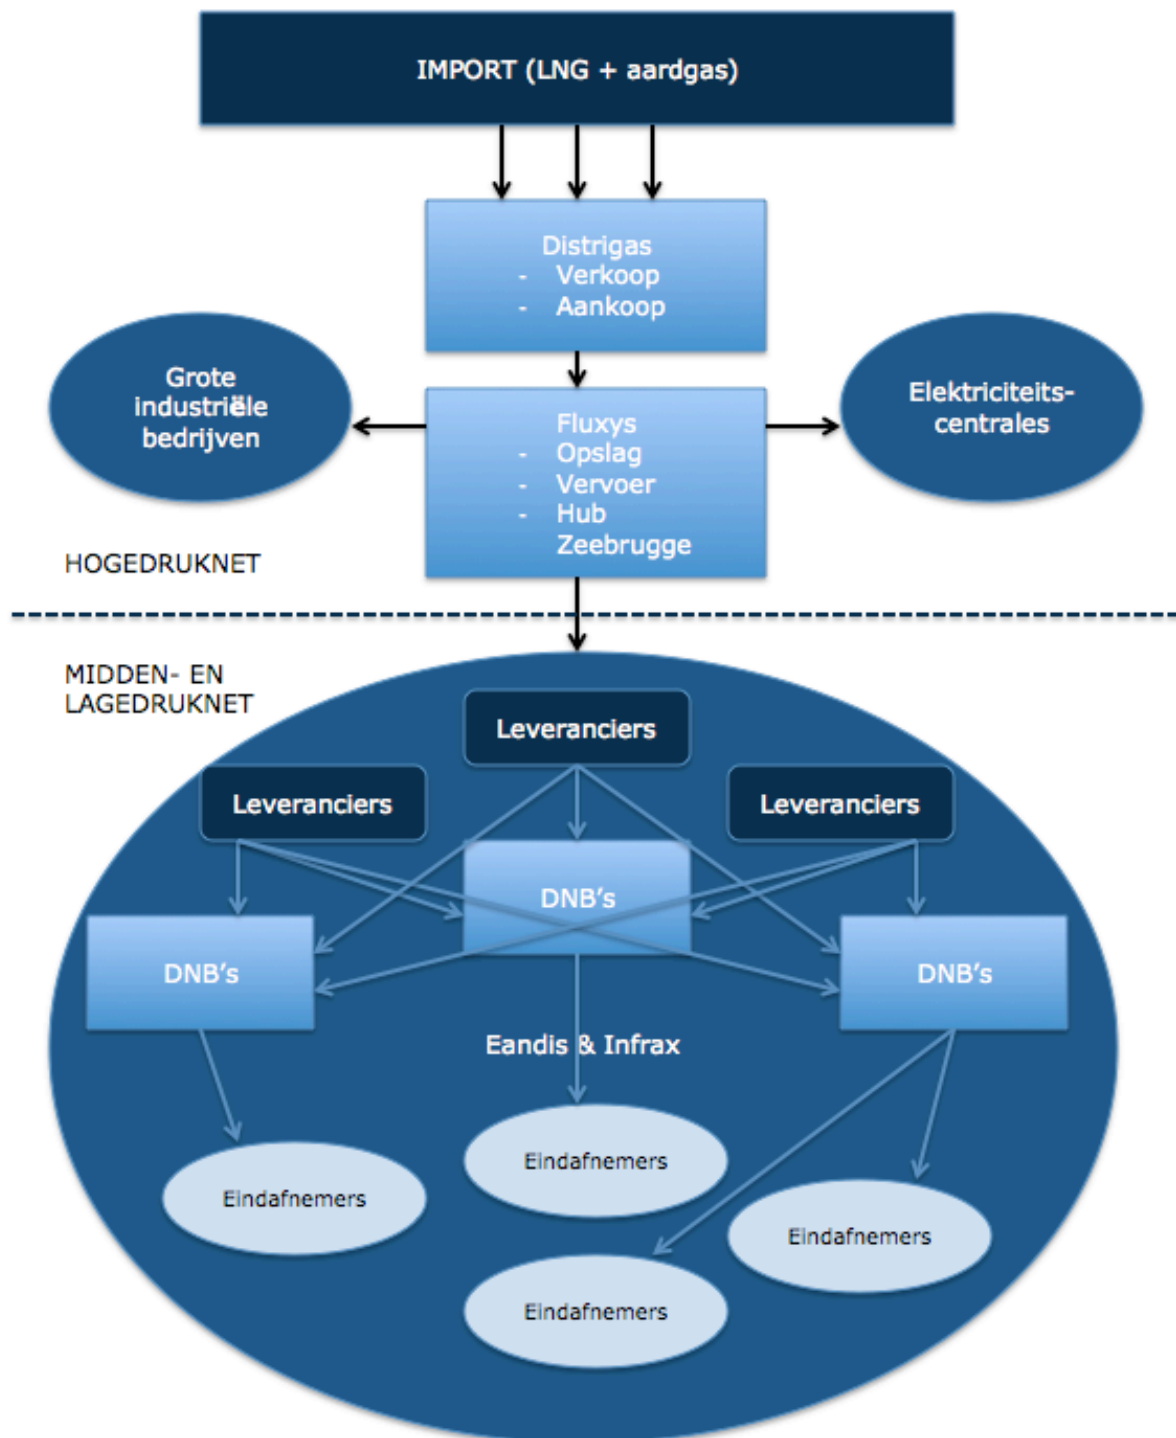 IMPORT (LNG + aardgas)
Distrigas
- Verkoop
- Aankoop
Grote
industriële
bedrijven
Fluxys
- Opslag
- Vervoer
- Hub
Zeebrugge
Elektriciteits-
centrales
HOGEDRUKNET
MIDDEN- EN
LAGEDRUKNET
Leveranciers
Leveranciers
Leveranciers
DNB's
DNB's
DNB's
Eandis & Infrax
Eindafnemers
Eindafnemers
Eindafnemers
Eindafnemers